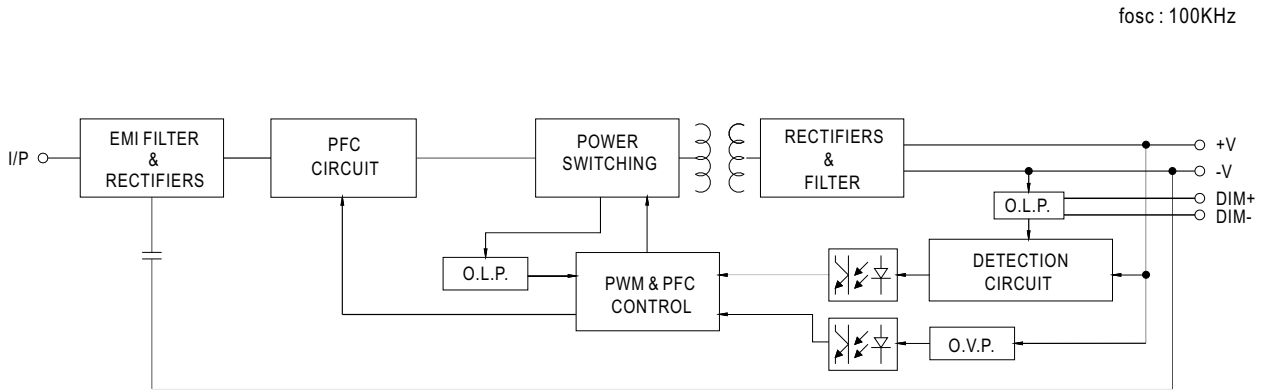 fosc : 100KHz
I/P
EMI FILTER
&
RECTIFIERS
PFC
CIRCUIT
POWER
SWITCHING
RECTIFIERS
&
FILTER
+V
-V
DIM+
DIM-
O.L.P.
O.L.P.
PWM & PFC
CONTROL
DETECTION
CIRCUIT
O.V.P.